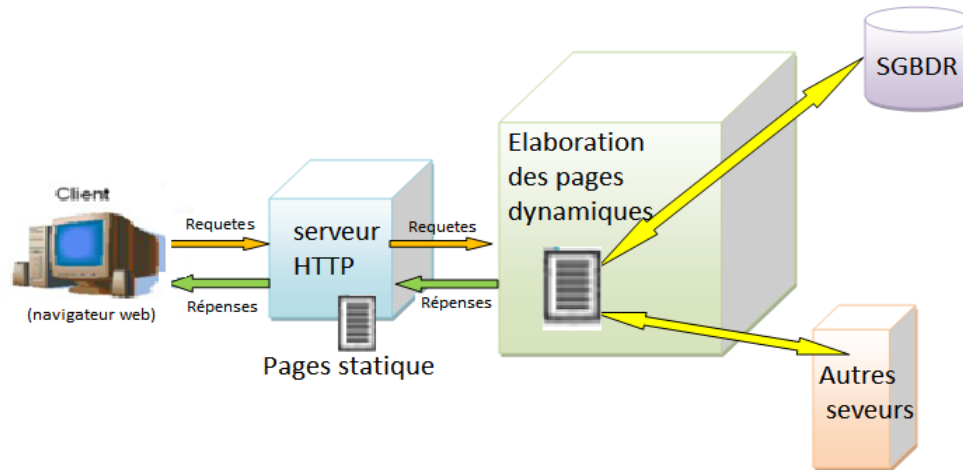 Client
(navigateur web)
Requetes
Répenses
serveur
HTTP
Pages statique
Requetes
Répenses
Elaboration
des pages
dynamiques
SGBDR
Autres
seveurs